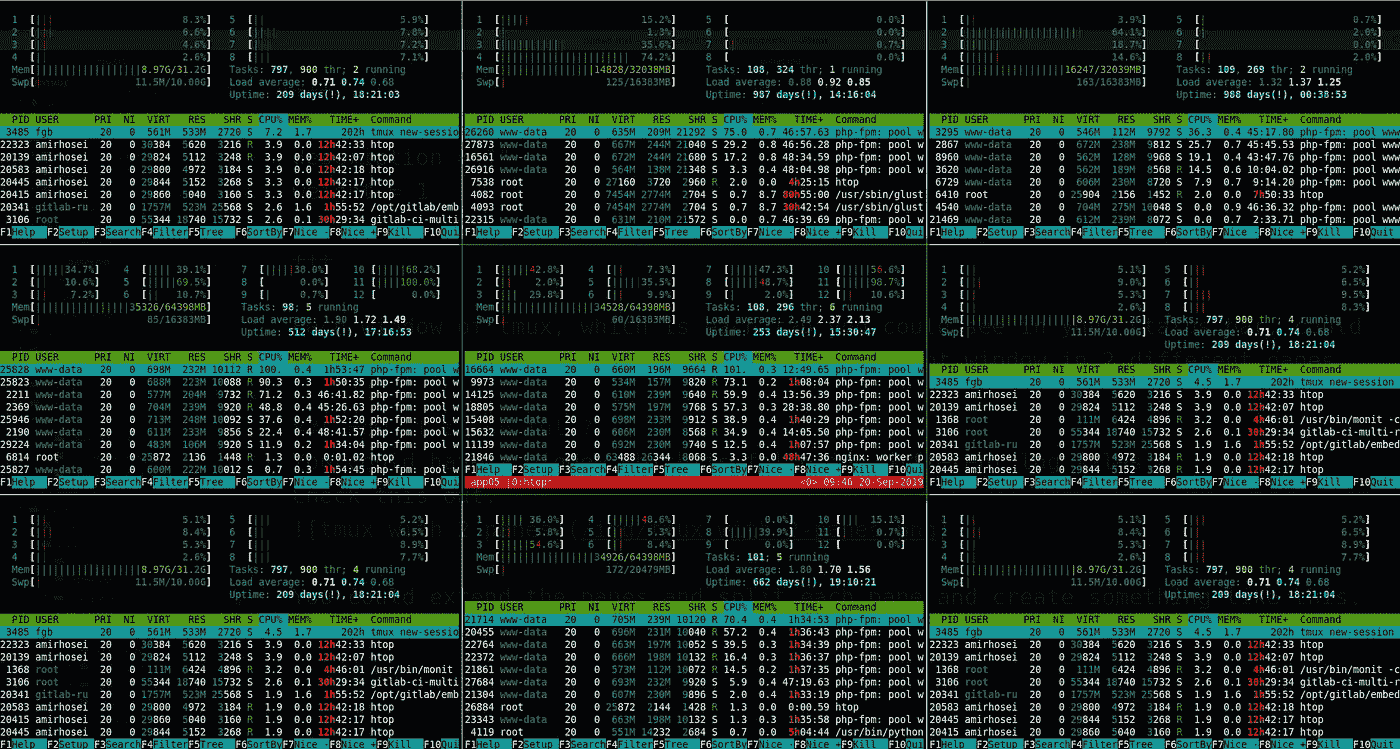 1 [ 8.3%] 5 [ 5.9%]
2 [ 6.6%] 6 [ 7.8%]
3 [ 4.6%] 7 [ 7.2%]
4 [ 2.6%] 8 [ 7.1%]
Mem[8.97G/31.2G] Tasks: 797, 900 thr; 2 running
Swp[11.5M/10.00G] Load average: 0.71 0.74 0.68
Uptime: 209 days(!), 18:21:03
PID USER PRI NI VIRT RES SHR S CPU% MEM% TIME+ Command
3485 fgb 20 0 561M 533M 2720 S 7.2 1.7 202h tmux new-sessio
22323 amirhosei 20 0 30384 5620 3216 R 3.9 0.0 12h42:33 htop
20139 amirhosei 20 0 29824 5112 3248 R 3.9 0.0 12h42:07 htop
20583 amirhosei 20 0 29800 4972 3184 R 3.9 0.0 12h42:18 htop
20445 amirhosei 20 0 29844 5152 3268 S 3.3 0.0 12h42:17 htop
20415 amirhosei 20 0 29860 5040 3160 S 3.3 0.0 12h42:17 htop
20341 gitlab-ru 20 0 1757M 523M 25568 S 2.6 1.6 1h55:52 /opt/gitlab/emb
3106 root 20 0 55344 18740 15732 S 2.6 0.1 30h29:34 gitlab-ci-multi
F1Help F2Setup F3SearchF4FilterF5Tree F6SortByF7Nice -F8Nice +F9Kill F10Qui
1 [ 15.2%] 5 [ 0.0%]
2 [ 1.3%] 6 [ 0.0%]
3 [ 35.6%] 7 [ 0.7%]
4 [ 74.2%] 8 [ 0.0%]
Mem[14828/32038MB] Tasks: 108, 324 thr; 1 running
Swp[125/16383MB] Load average: 0.88 0.92 0.85
Uptime: 987 days(!), 14:16:04
PID USER PRI NI VIRT RES SHR S CPU% MEM% TIME+ Command
26260 www-data 20 0 635M 209M 21292 S 75.0 0.7 46:57.63 php-fpm: pool w
27873 www-data 20 0 667M 244M 21040 S 29.2 0.8 46:56.28 php-fpm: pool w
16561 www-data 20 0 672M 242M 21680 S 17.2 0.8 48:34.59 php-fpm: pool w
26916 www-data 20 0 564M 138M 21348 S 3.3 0.4 48:04.98 php-fpm: pool w
7538 root 20 0 27160 3720 2960 R 2.0 0.0 4h25:15 htop
4082 root 20 0 7454M 2774M 2704 S 0.7 8.7 80h55:00 /usr/sbin/glust
4093 root 20 0 7454M 2774M 2704 S 0.7 8.7 30h42:54 /usr/sbin/glust
22315 www-data 20 0 631M 210M 21572 S 0.0 0.7 46:39.69 php-fpm: pool w
F1Help F2Setup F3SearchF4FilterF5Tree F6SortByF7Nice -F8Nice +F9Kill F10Qui
1 [ 3.9%] 5 [ 0.7%]
2 [ 64.1%] 6 [ 2.0%]
3 [ 18.7%] 7 [ 0.0%]
4 [ 14.6%] 8 [ 2.0%]
Mem[16247/32039MB] Tasks: 109, 269 thr; 2 running
Swp[163/16383MB] Load average: 1.32 1.37 1.25
Uptime: 988 days(!), 00:38:53
PID USER PRI NI VIRT RES SHR S CPU% MEM% TIME+ Command
3295 www-data 20 0 546M 112M 9792 S 36.3 0.4 45:17.80 php-fpm: pool www
2867 www-data 20 0 672M 238M 9812 S 25.7 0.7 45:45.53 php-fpm: pool www
8960 www-data 20 0 562M 128M 9968 S 19.1 0.4 43:47.76 php-fpm: pool www
3620 www-data 20 0 562M 189M 8568 R 14.5 0.6 10:04.02 php-fpm: pool www
6729 www-data 20 0 606M 230M 8720 S 7.9 0.7 9:14.20 php-fpm: pool www
6410 root 20 0 25904 2156 1452 R 2.0 0.0 7h50:33 htop
4540 www-data 20 0 704M 275M 10048 S 0.0 0.9 46:36.32 php-fpm: pool www
21469 www-data 20 0 612M 239M 8072 S 0.0 0.7 2:33.71 php-fpm: pool www
F1Help F2Setup F3SearchF4FilterF5Tree F6SortByF7Nice -F8Nice +F9Kill F10Quit
1 [34.7%] 4 [ 39.1%] 7 [38.0%] 10 [68.2%]
2 [ 10.6%] 5 [69.5%] 8 [ 0.0%] 11 [100.0%]
3 [ 7.2%] 6 [ 10.7%] 9 [ 0.7%] 12 [ 0.0%]
Mem[35326/64398MB] Tasks: 98; 5 running
Swp[85/16383MB] Load average: 1.90 1.72 1.49
Uptime: 512 days(!), 17:16:53
PID USER PRI NI VIRT RES SHR S CPU% MEM% TIME+ Command
25828 www-data 20 0 698M 232M 10112 R 100. 0.4 1h53:47 php-fpm: pool w
25823 www-data 20 0 688M 223M 10088 R 90.3 0.3 1h50:35 php-fpm: pool w
2211 www-data 20 0 577M 204M 9732 R 71.2 0.3 46:41.82 php-fpm: pool w
2369 www-data 20 0 704M 239M 9920 R 48.8 0.4 45:26.63 php-fpm: pool w
25946 www-data 20 0 713M 248M 10092 S 37.6 0.4 1h52:20 php-fpm: pool w
2190 www-data 20 0 611M 233M 9956 R 22.4 0.4 48:41.57 php-fpm: pool w
29224 www-data 20 0 483M 106M 9920 S 11.9 0.2 1h34:04 php-fpm: pool w
6814 root 20 0 25872 2136 1448 R 1.3 0.0 0:01.02 htop
25827 www-data 20 0 600M 222M 10012 S 0.7 0.3 1h54:45 php-fpm: pool w
F1Help F2Setup F3SearchF4FilterF5Tree F6SortByF7Nice -F8Nice +F9Kill F10Qui
1 [42.8%] 4 [ 7.3%] 7 [47.3%] 10 [56.6%]
2 [ 2.0%] 5 [35.5%] 8 [48.7%] 11 [98.7%]
3 [29.8%] 6 [ 9.9%] 9 [ 0.0%] 12 [ 10.6%]
Mem[34528/64398MB] Tasks: 108, 296 thr; 6 running
Swp[60/16383MB] Load average: 2.49 2.37 2.13
Uptime: 253 days(!), 15:30:47
PID USER PRI NI VIRT RES SHR S CPU% MEM% TIME+ Command
16664 www-data 20 0 660M 196M 9664 R 101. 0.3 12:49.65 php-fpm: pool w
9973 www-data 20 0 534M 157M 9820 R 73.1 0.2 1h08:04 php-fpm: pool w
14125 www-data 20 0 610M 239M 9640 R 59.9 0.4 13:56.39 php-fpm: pool w
18805 www-data 20 0 575M 197M 9768 S 57.3 0.3 28:38.80 php-fpm: pool w
15408 www-data 20 0 698M 233M 9912 S 38.9 0.4 1h40:29 php-fpm: pool w
15632 www-data 20 0 606M 230M 8568 R 34.9 0.4 14:05.50 php-fpm: pool w
11139 www-data 20 0 692M 230M 9740 S 12.5 0.4 1h07:57 php-fpm: pool w
21846 www-data 20 0 63488 26344 18068 S 3.3 0.0 48h47:36 nginx: worker p
F1Help F2Setup F3SearchF4FilterF5Tree F6SortByF7Nice -F8Nice +F9Kill F10Qui
app05 |0:htop* <0> 09:46 20-Sep-2019
1 [ 5.1%] 5 [ 5.2%]
2 [ 9.0%] 6 [ 6.5%]
3 [ 5.3%] 7 [ 9.5%]
4 [ 2.6%] 8 [ 8.3%]
Mem[8.97G/31.2G] Tasks: 797, 900 thr; 4 running
Swp[11.5M/10.00G] Load average: 0.71 0.74 0.68
Uptime: 209 days(!), 18:21:04
PID USER PRI NI VIRT RES SHR S CPU% MEM% TIME+ Command
3485 fgb 20 0 561M 533M 2720 S 4.5 1.7 202h tmux new-session
22323 amirhosei 20 0 30384 5620 3216 S 3.9 0.0 12h42:33 htop
20139 amirhosei 20 0 29824 5112 3248 R 3.9 0.0 12h42:07 htop
1368 root 20 0 111M 6424 4896 R 3.2 0.0 4h46:01 /usr/bin/monit -c
3106 root 20 0 55344 18740 15732 S 2.6 0.1 30h29:34 gitlab-ci-multi-r
20341 gitlab-ru 20 0 1757M 523M 25568 S 1.9 1.6 1h55:52 /opt/gitlab/embed
20583 amirhosei 20 0 29800 4972 3184 R 1.9 0.0 12h42:18 htop
20445 amirhosei 20 0 29844 5152 3268 S 1.9 0.0 12h42:17 htop
F1Help F2Setup F3SearchF4FilterF5Tree F6SortByF7Nice -F8Nice +F9Kill F10Quit
1 [ 5.1%] 5 [ 5.2%]
2 [ 8.4%] 6 [ 6.5%]
3 [ 5.3%] 7 [ 8.9%]
4 [ 2.6%] 8 [ 7.7%]
Mem[8.97G/31.2G] Tasks: 797, 900 thr; 4 running
Swp[11.5M/10.00G] Load average: 0.71 0.74 0.68
Uptime: 209 days(!), 18:21:04
PID USER PRI NI VIRT RES SHR S CPU% MEM% TIME+ Command
3485 fgb 20 0 561M 533M 2720 S 4.5 1.7 202h tmux new-sessio
22323 amirhosei 20 0 30384 5620 3216 S 3.9 0.0 12h42:33 htop
20139 amirhosei 20 0 29824 5112 3248 R 3.9 0.0 12h42:07 htop
1368 root 20 0 111M 6424 4896 R 3.2 0.0 4h46:01 /usr/bin/monit
3106 root 20 0 55344 18740 15732 S 2.6 0.1 30h29:34 gitlab-ci-multi
20341 gitlab-ru 20 0 1757M 523M 25568 S 1.9 1.6 1h55:52 /opt/gitlab/emb
20583 amirhosei 20 0 29800 4972 3184 R 1.9 0.0 12h42:18 htop
20415 amirhosei 20 0 29860 5040 3160 R 1.9 0.0 12h42:17 htop
20445 amirhosei 20 0 29844 5152 3268 S 1.9 0.0 12h42:17 htop
F1Help F2Setup F3SearchF4FilterF5Tree F6SortByF7Nice -F8Nice +F9Kill F10Qui
1 [ 36.0%] 4 [48.6%] 7 [ 0.0%] 10 [15.1%]
2 [ 5.8%] 5 [ 5.3%] 8 [39.9%] 11 [ 0.7%]
3 [54.6%] 6 [ 8.4%] 9 [ 0.0%] 12 [ 0.0%]
Mem[34926/64398MB] Tasks: 101; 5 running
Swp[172/20479MB] Load average: 1.80 1.70 1.56
Uptime: 662 days(!), 19:10:21
PID USER PRI NI VIRT RES SHR S CPU% MEM% TIME+ Command
21714 www-data 20 0 705M 239M 10120 R 70.4 0.4 1h34:53 php-fpm: pool w
20455 www-data 20 0 696M 231M 10040 R 57.2 0.4 1h36:43 php-fpm: pool w
22364 www-data 20 0 662M 197M 10052 R 39.5 0.3 1h34:39 php-fpm: pool w
22372 www-data 20 0 666M 198M 10132 R 16.4 0.3 1h36:37 php-fpm: pool w
21861 www-data 20 0 573M 112M 10072 R 14.5 0.2 1h37:35 php-fpm: pool w
27684 www-data 20 0 693M 232M 9920 S 5.9 0.4 47:19.63 php-fpm: pool w
21304 www-data 20 0 607M 230M 9896 S 2.0 0.4 1h33:19 php-fpm: pool w
26884 root 20 0 25872 2144 1428 R 1.3 0.0 0:00.59 htop
23343 www-data 20 0 663M 198M 10132 S 1.3 0.3 1h35:58 php-fpm: pool w
4119 root 20 0 551M 14232 2684 S 0.7 0.0 5h04:44 /usr/bin/python
F1Help F2Setup F3SearchF4FilterF5Tree F6SortByF7Nice -F8Nice +F9Kill F10Qui
1 [ 5.1%] 5 [ 5.2%]
2 [ 8.4%] 6 [ 6.5%]
3 [ 5.3%] 7 [ 8.9%]
4 [ 2.6%] 8 [ 7.7%]
Mem[8.97G/31.2G] Tasks: 797, 900 thr; 4 running
Swp[11.5M/10.00G] Load average: 0.71 0.74 0.68
Uptime: 209 days(!), 18:21:04
PID USER PRI NI VIRT RES SHR S CPU% MEM% TIME+ Command
3485 fgb 20 0 561M 533M 2720 S 4.5 1.7 202h tmux new-session
22323 amirhosei 20 0 30384 5620 3216 S 3.9 0.0 12h42:33 htop
20139 amirhosei 20 0 29824 5112 3248 R 3.9 0.0 12h42:07 htop
1368 root 20 0 111M 6424 4896 R 3.2 0.0 4h46:01 /usr/bin/monit -c
3106 root 20 0 55344 18740 15732 S 2.6 0.1 30h29:34 gitlab-ci-multi-r
20341 gitlab-ru 20 0 1757M 523M 25568 S 1.9 1.6 1h55:52 /opt/gitlab/embed
20583 amirhosei 20 0 29800 4972 3184 R 1.9 0.0 12h42:18 htop
20415 amirhosei 20 0 29860 5040 3160 R 1.9 0.0 12h42:17 htop
20445 amirhosei 20 0 29844 5152 3268 S 1.9 0.0 12h42:17 htop
F1Help F2Setup F3SearchF4FilterF5Tree F6SortByF7Nice -F8Nice +F9Kill F10Quit